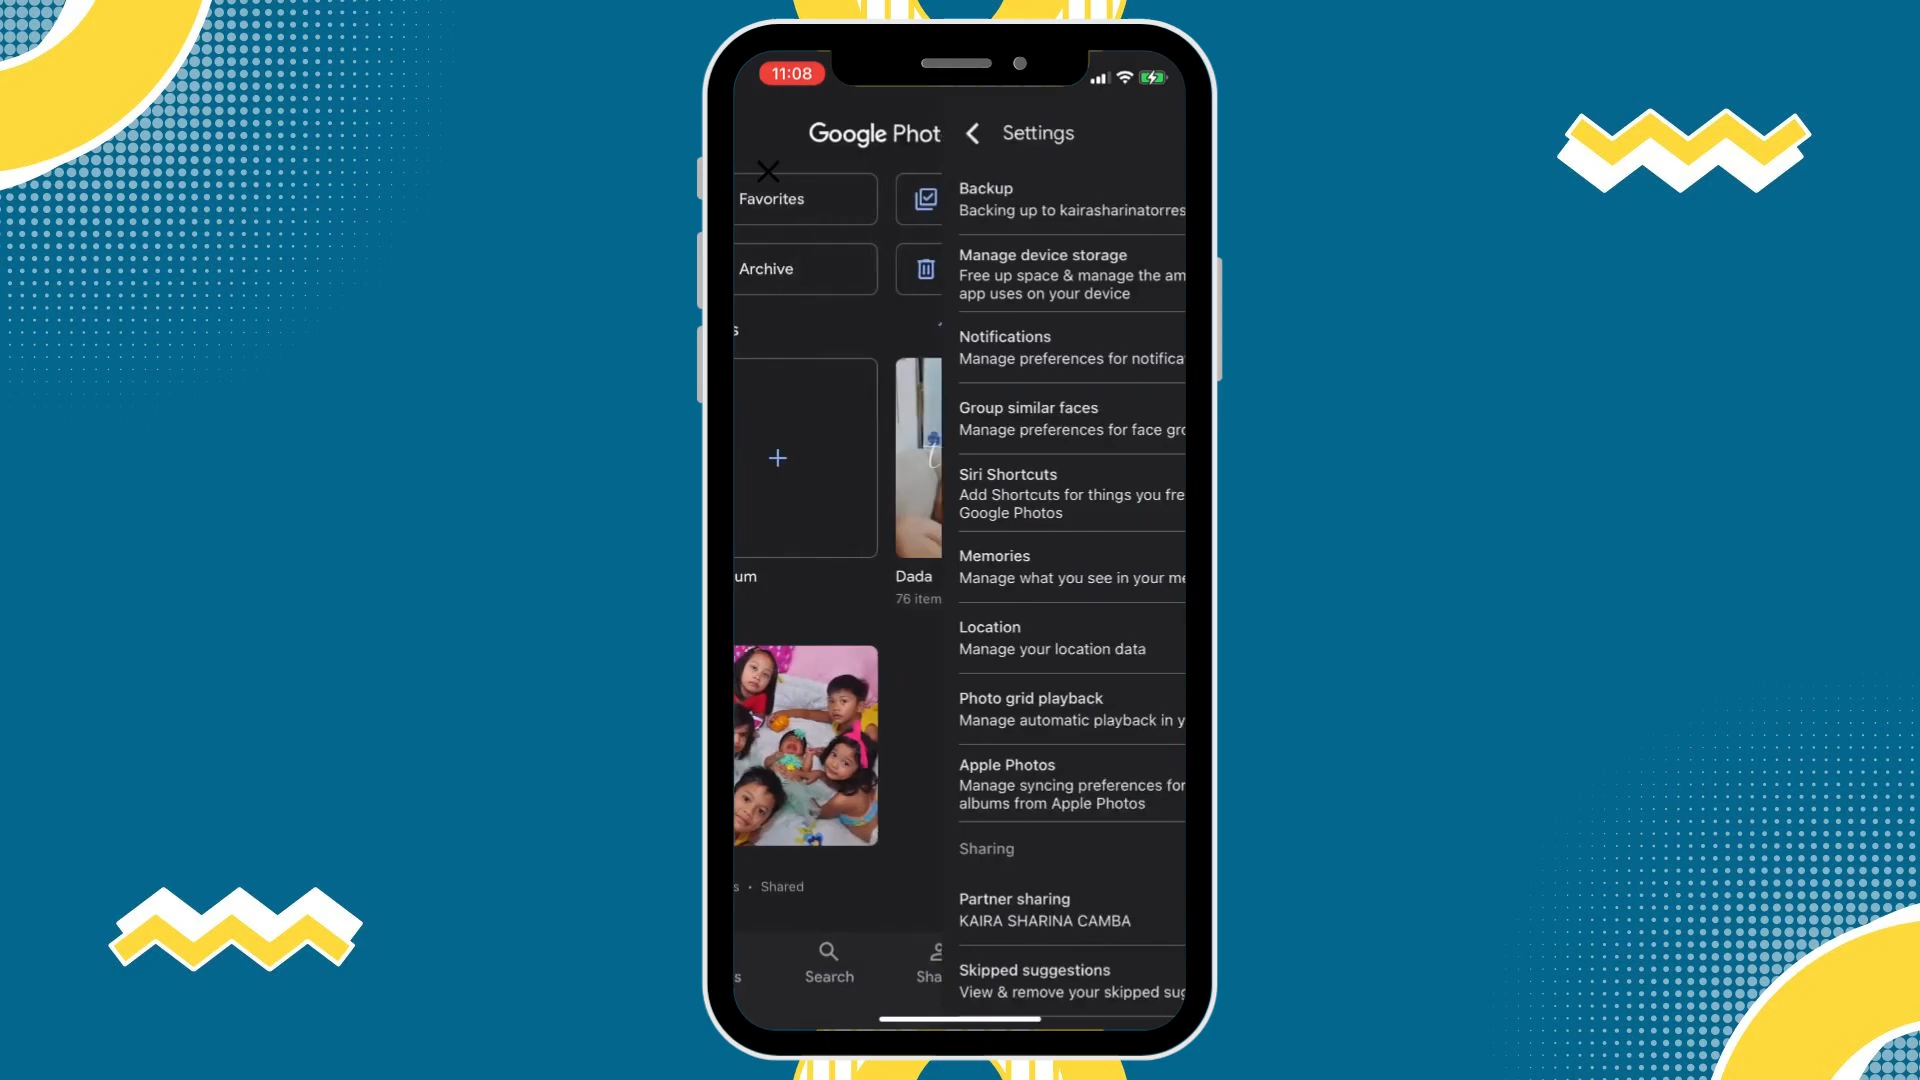 11:08
Google Phot
Settings
Favorites
Archive
s
um
Dada
76 item
s • Shared
s
Search
Sha
Backup
Backing up to kairasharinatorres
Manage device storage
Free up space & manage the am
app uses on your device
Notifications
Manage preferences for notifica
Group similar faces
Manage preferences for face gro
Siri Shortcuts
Add Shortcuts for things you fre
Google Photos
Memories
Manage what you see in your me
Location
Manage your location data
Photo grid playback
Manage automatic playback in y
Apple Photos
Manage syncing preferences for
albums from Apple Photos
Sharing
Partner sharing
KAIRA SHARINA CAMBA
Skipped suggestions
View & remove your skipped sug